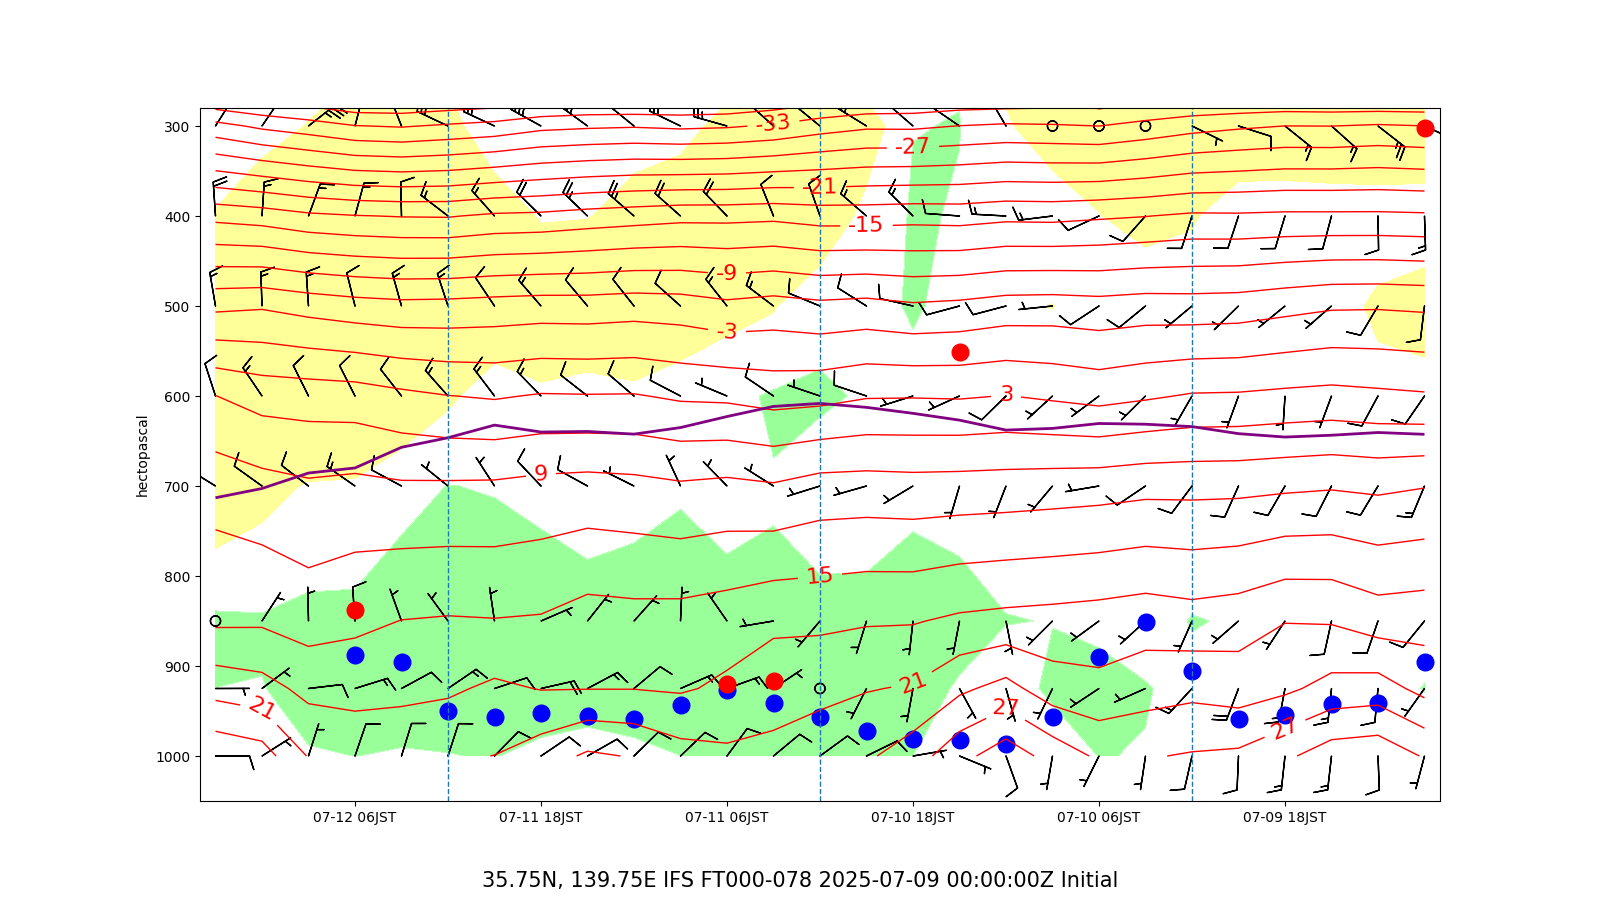 hectopascal
300
400
500
600
700
800
900
1000
-33
-27
-21
-15
-9
-3
3
9
15
21
21
27
27
07-12 06JST
07-11 18JST
07-11 06JST
07-10 18JST
07-10 06JST
07-09 18JST
35.75N, 139.75E IFS FT000-078 2025-07-09 00:00:00Z Initial